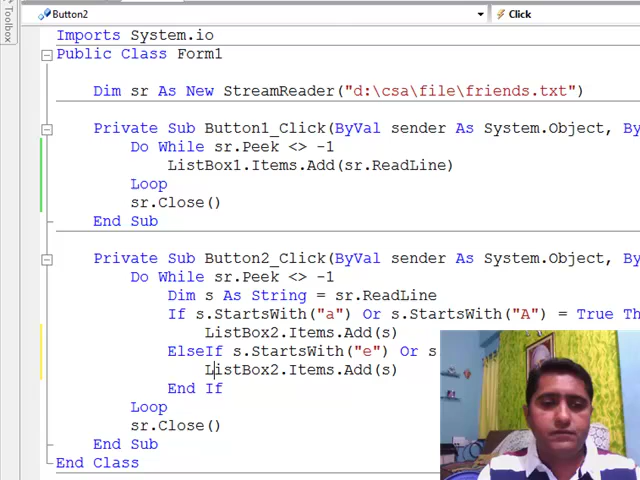 Button2
Click
Toolbox
Imports System.io
Public Class Form1
Dim sr As New StreamReader("d:\csa\file\friends.txt")
Private Sub Button1_Click(ByVal sender As System.Object, By
Do While sr.Peek <> -1
ListBox1.Items.Add(sr.ReadLine)
Loop
sr.Close()
End Sub
Private Sub Button2_Click(ByVal sender As System.Object, By
Do While sr.Peek <> -1
Dim s As String = sr.ReadLine
If s.StartsWith("a") Or s.StartsWith("A") = True Th
ListBox2.Items.Add(s)
ElseIf s.StartsWith("e") Or s.
ListBox2.Items.Add(s)
End If
Loop
sr.Close()
End Sub
End Class